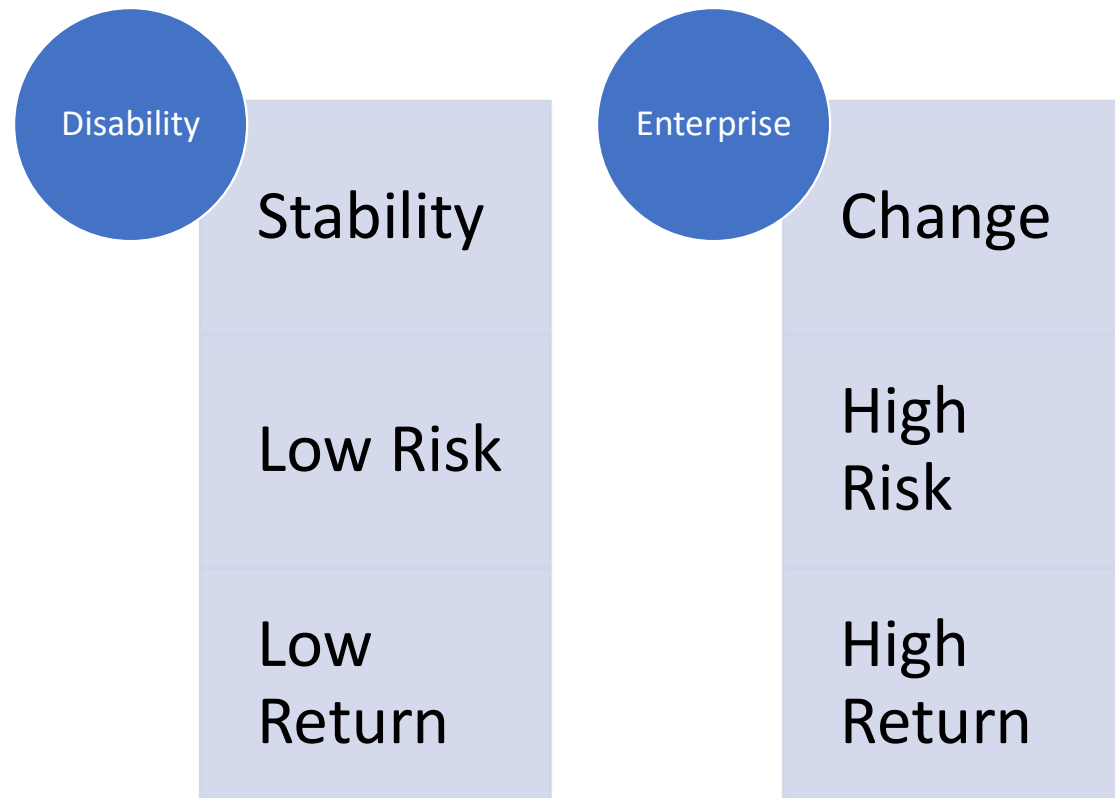 Disability
Stability
Low Risk
Low
Return
Enterprise
Change
High
Risk
High
Return